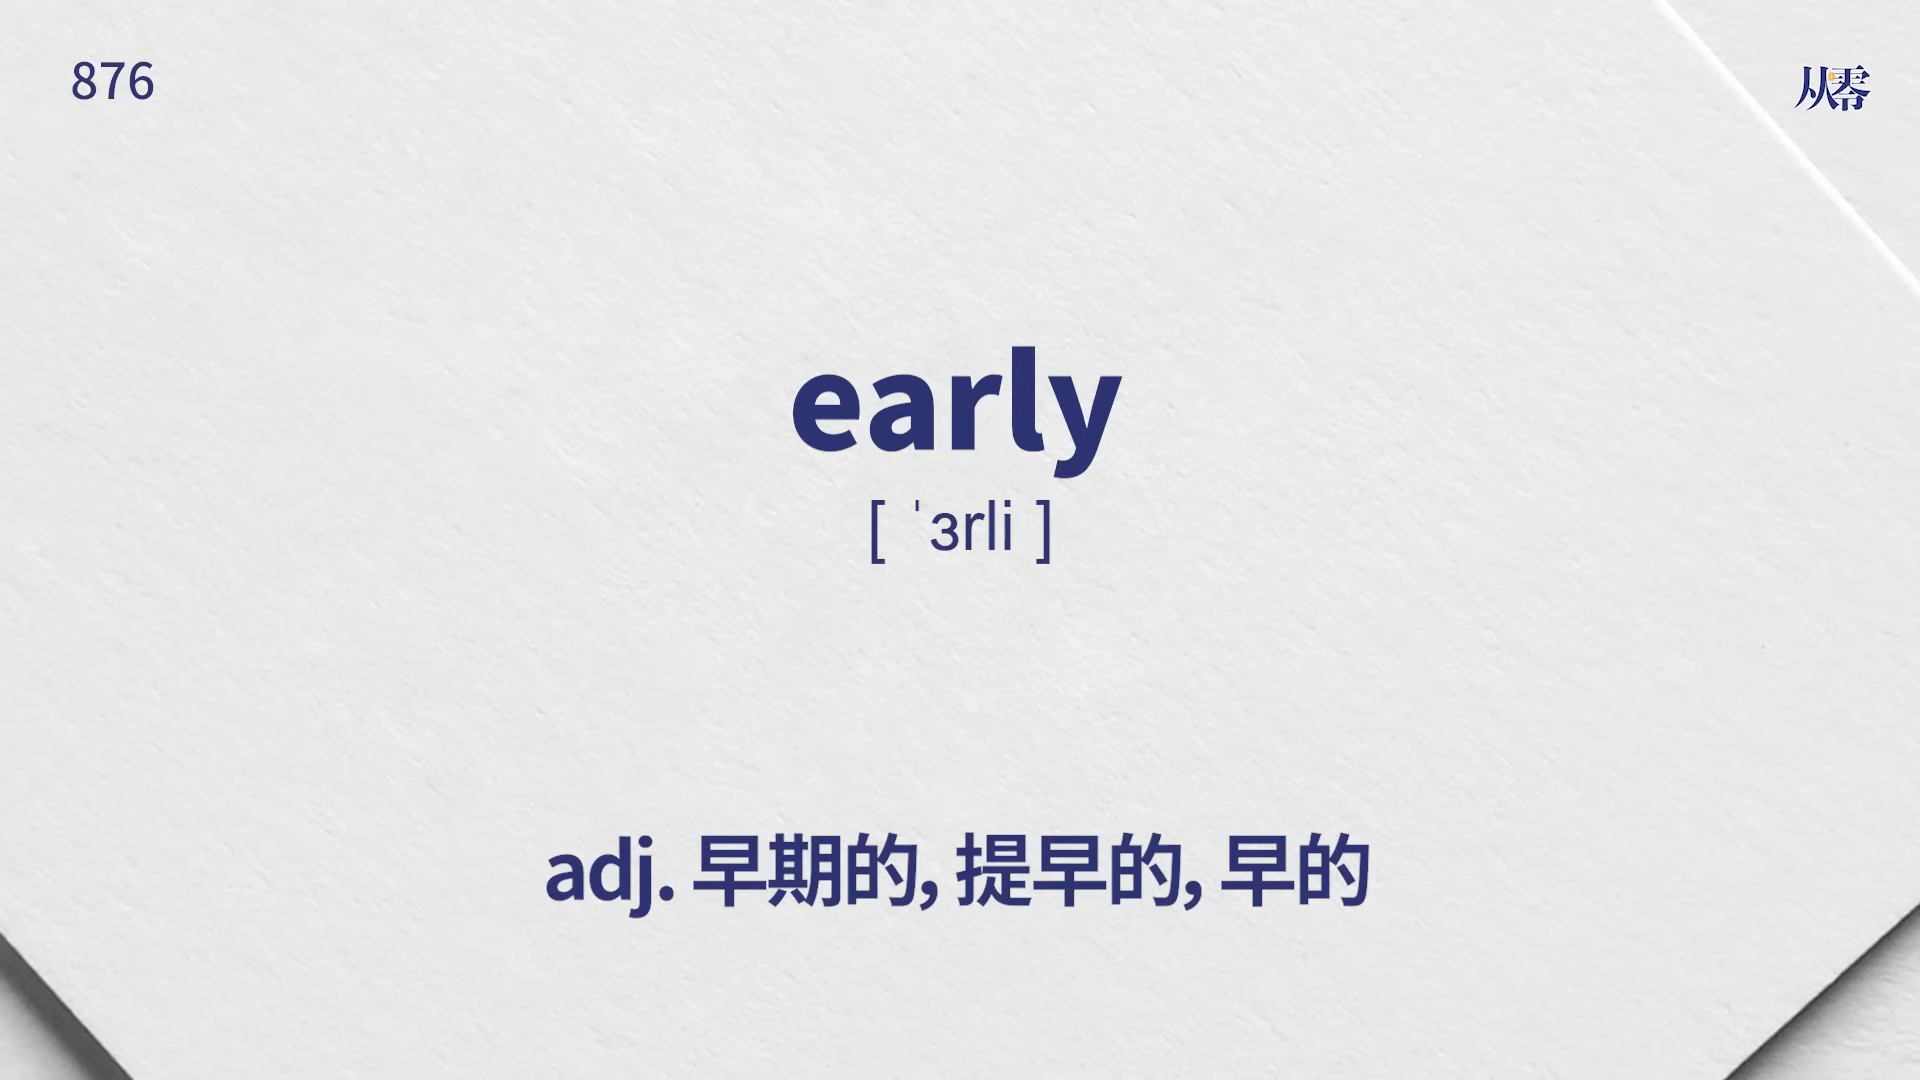 876
从零
early
[ ˈɜrli ]
adj. 早期的, 提早的, 早的